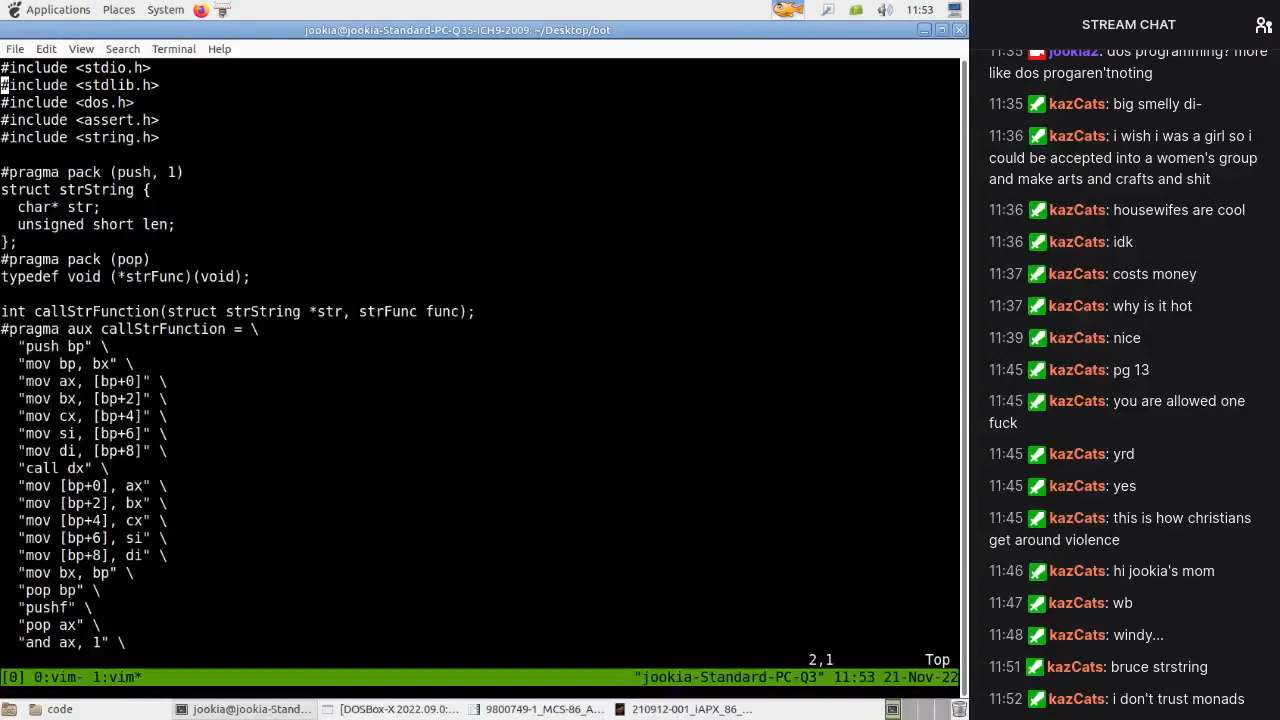 Applications Places System 11:53
jookia@jookia-Standard-PC-Q35-ICH9-2009: ~/Desktop/bot
File Edit View Search Terminal Help
#include <stdio.h>
#include <stdlib.h>
#include <dos.h>
#include <assert.h>
#include <string.h>
#pragma pack (push, 1)
struct strString {
char* str;
unsigned short len;
};
#pragma pack (pop)
typedef void (*strFunc)(void);
int callStrFunction(struct strString *str, strFunc func);
#pragma aux callStrFunction = \
"push bp" \
"mov bp, bx" \
"mov ax, [bp+0]" \
"mov bx, [bp+2]" \
"mov cx, [bp+4]" \
"mov si, [bp+6]" \
"mov di, [bp+8]" \
"call dx" \
"mov [bp+0], ax" \
"mov [bp+2], bx" \
"mov [bp+4], cx" \
"mov [bp+6], si" \
"mov [bp+8], di" \
"mov bx, bp" \
"pop bp" \
"pushf" \
"pop ax" \
"and ax, 1" \
2,1 Top
[0] 0:vim- 1:vim* "jookia-Standard-PC-Q3" 11:53 21-Nov-22
code jookia@jookia-Stand... [DOSBox-X 2022.09.0:... 9800749-1_MCS-86_A... 210912-001_iAPX_86_...
STREAM CHAT
11:35 jookia2: dos programming? more
like dos progaren'tnoting
11:35 kazCats: big smelly di-
11:36 kazCats: i wish i was a girl so i
could be accepted into a women's group
and make arts and crafts and shit
11:36 kazCats: housewifes are cool
11:36 kazCats: idk
11:37 kazCats: costs money
11:37 kazCats: why is it hot
11:39 kazCats: nice
11:45 kazCats: pg 13
11:45 kazCats: you are allowed one
fuck
11:45 kazCats: yrd
11:45 kazCats: yes
11:45 kazCats: this is how christians
get around violence
11:46 kazCats: hi jookia's mom
11:47 kazCats: wb
11:48 kazCats: windy...
11:51 kazCats: bruce strstring
11:52 kazCats: i don't trust monads